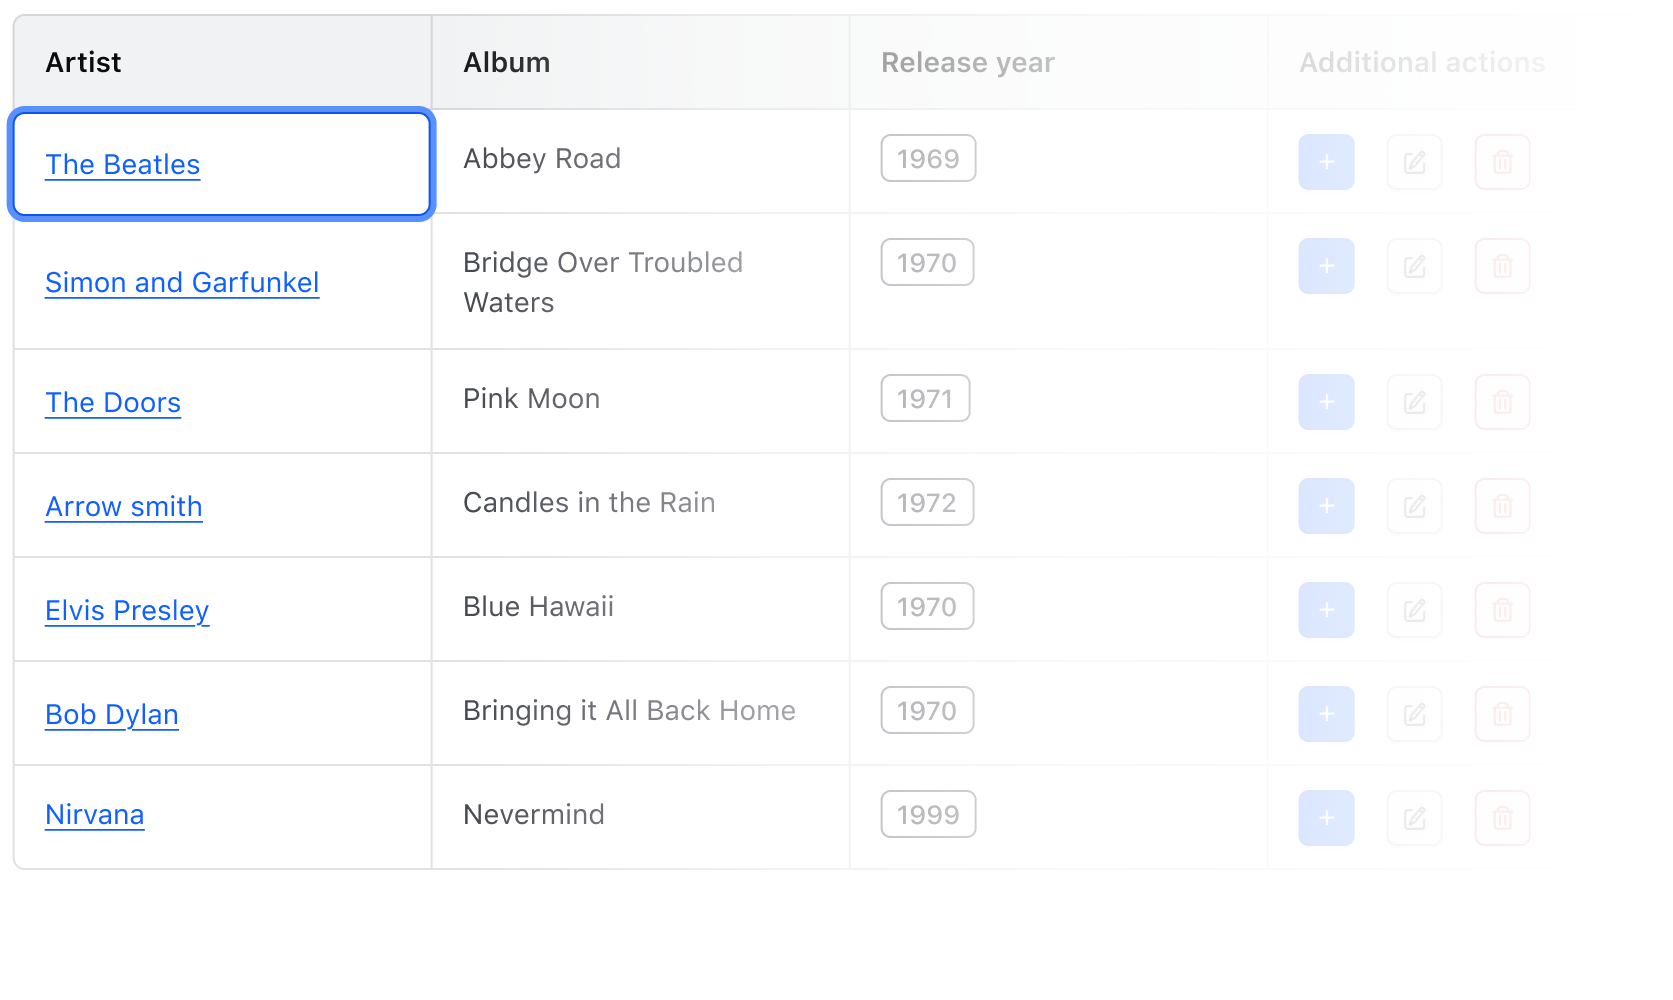 Artist Album Release year Additional actions
The Beatles Abbey Road 1969
Simon and Garfunkel Bridge Over Troubled 1970
Waters
The Doors Pink Moon 1971
Arrow smith Candles in the Rain 1972
Elvis Presley Blue Hawaii 1970
Bob Dylan Bringing it All Back Home 1970
Nirvana Nevermind 1999